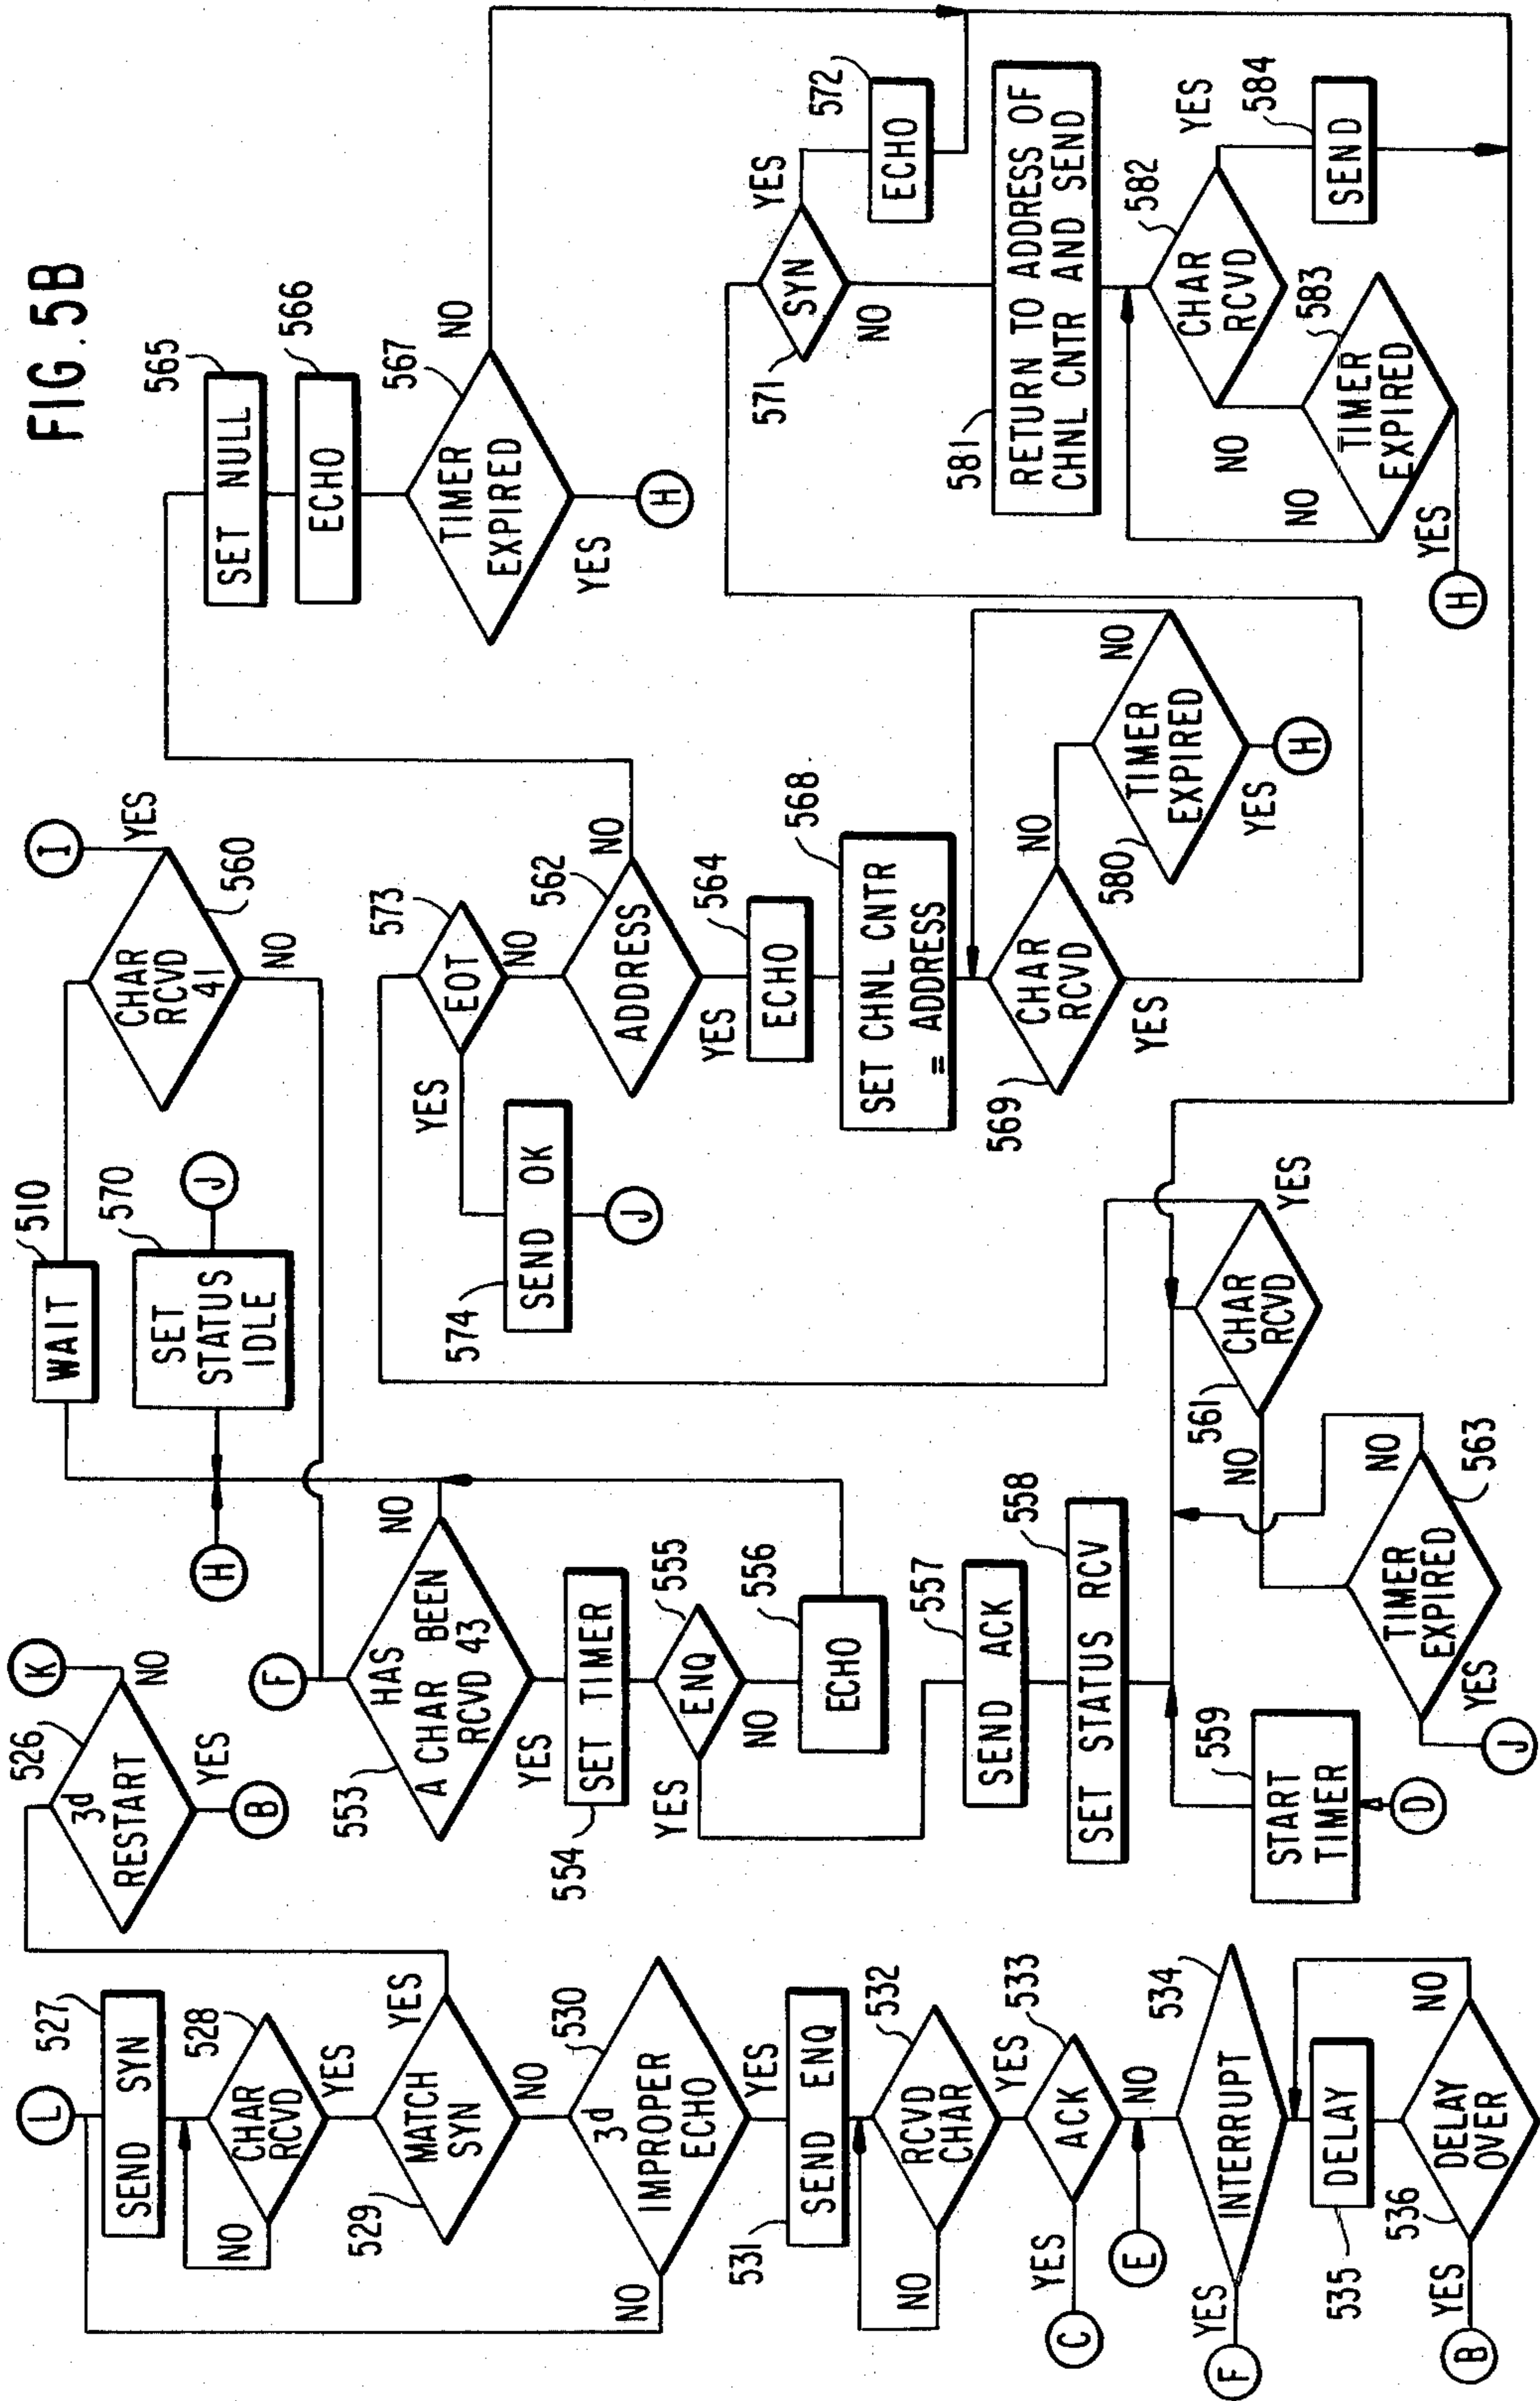 FIG. 5B
L
527
SEND SYN
528
CHAR
RCVD
NO
YES
529
MATCH
SYN
YES
NO
526
3d
RESTART
NO
K
YES
B
530
3d
IMPROPER
ECHO
NO
YES
531
SEND ENQ
532
RCVD
CHAR
NO
YES
533
ACK
YES
C
NO
E
534
INTERRUPT
YES
F
535
DELAY
536
DELAY
OVER
NO
YES
B
510
WAIT
570
SET
STATUS
IDLE
J
H
I
YES
560
CHAR
RCVD
41
NO
F
553
HAS
A CHAR BEEN
RCVD 43
NO
YES
554
SET TIMER
555
ENQ
YES
NO
556
ECHO
557
SEND ACK
558
SET STATUS RCV
559
START
TIMER
D
561
CHAR
RCVD
YES
NO
563
TIMER
EXPIRED
NO
YES
J
573
EOT
YES
NO
574
SEND OK
J
562
ADDRESS
NO
YES
564
ECHO
568
SET CHNL CNTR
= ADDRESS
569
CHAR
RCVD
NO
YES
580
TIMER
EXPIRED
NO
YES
H
565
SET NULL
566
ECHO
567
TIMER
EXPIRED
NO
YES
H
571
SYN
YES
NO
572
ECHO
581
RETURN TO ADDRESS OF
CHNL CNTR AND SEND
582
CHAR
RCVD
YES
NO
583
TIMER
EXPIRED
NO
YES
H
584
SEND